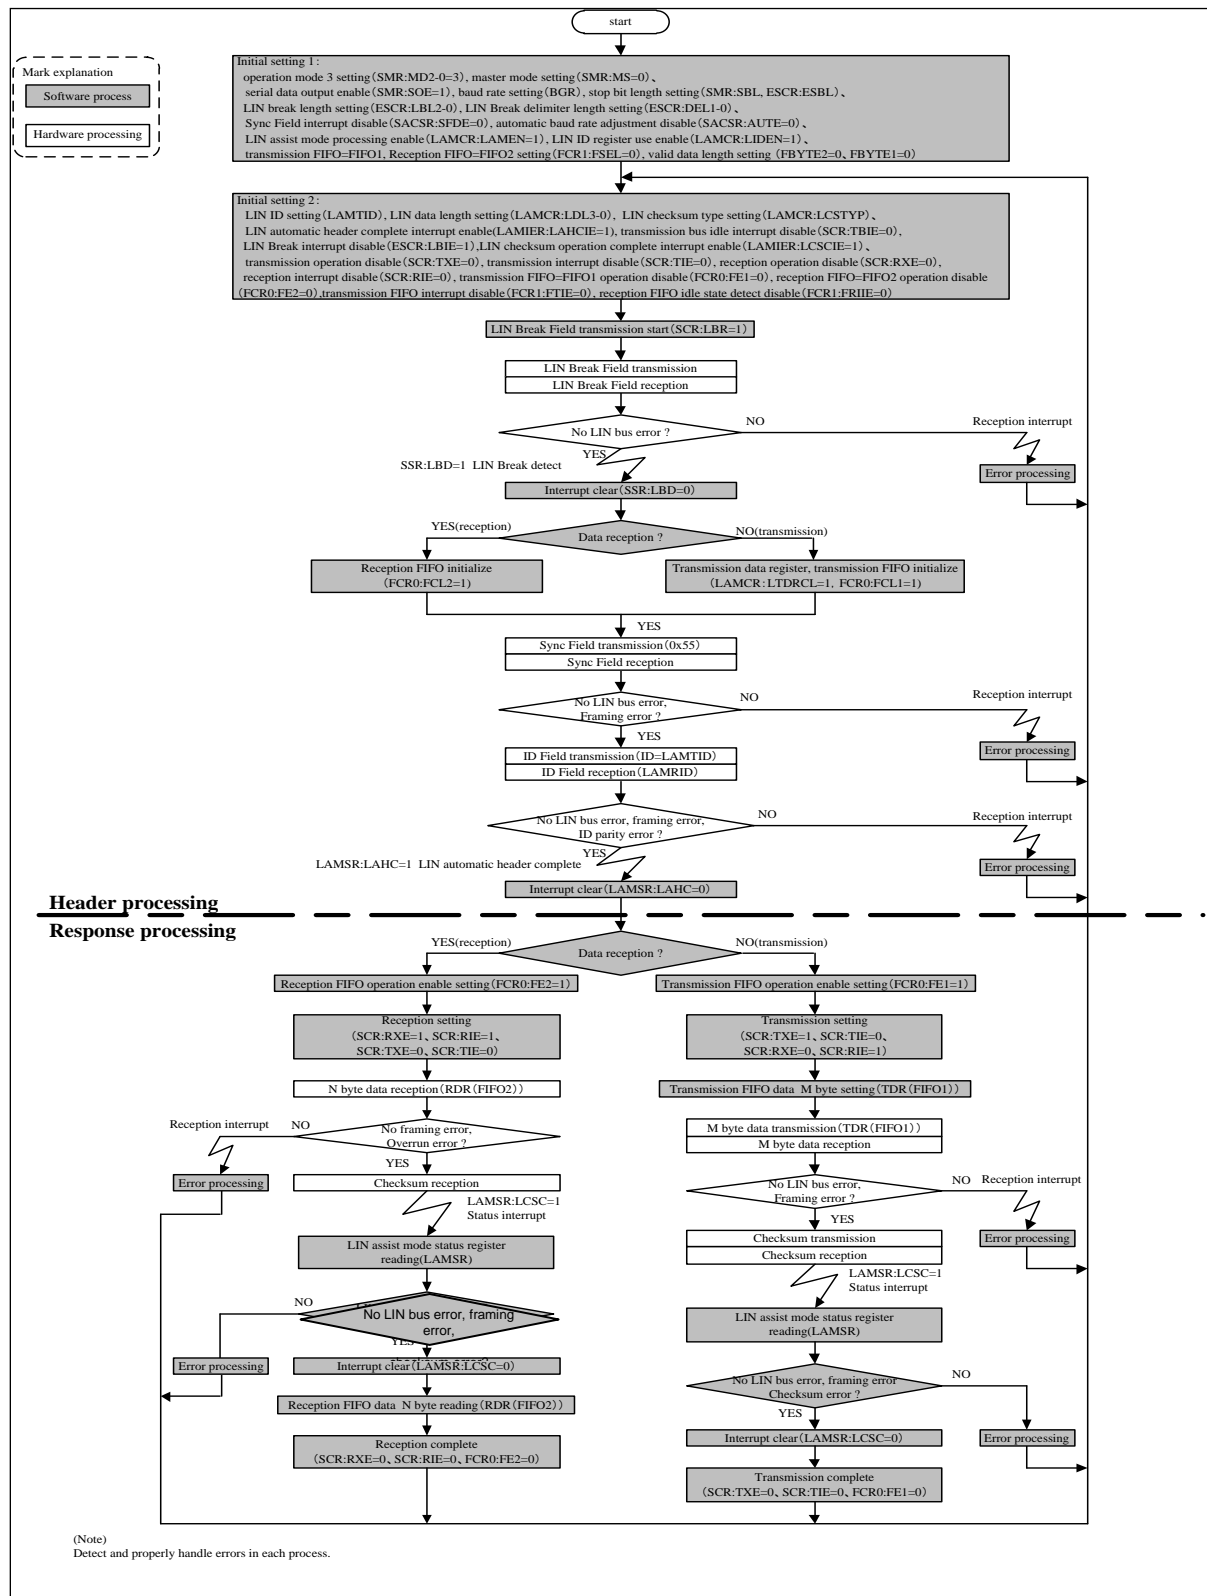 start
Mark explanation
Software process
Hardware processing
Initial setting 1:
operation mode 3 setting(SMR:MD2-0=3), master mode setting(SMR:MS=0)、
serial data output enable(SMR:SOE=1), baud rate setting(BGR), stop bit length setting(SMR:SBL, ESCR:ESBL)、
LIN break length setting(ESCR:LBL2-0), LIN Break delimiter length setting(ESCR:DEL1-0)、
Sync Field interrupt disable(SACSR:SFDE=0), automatic baud rate adjustment disable(SACSR:AUTE=0)、
LIN assist mode processing enable(LAMCR:LAMEN=1), LIN ID register use enable(LAMCR:LIDEN=1)、
transmission FIFO=FIFO1, Reception FIFO=FIFO2 setting(FCR1:FSEL=0), valid data length setting (FBYTE2=0, FBYTE1=0)
Initial setting 2:
LIN ID setting(LAMTID), LIN data length setting(LAMCR:LDL3-0), LIN checksum type setting(LAMCR:LCSTYP)、
LIN automatic header complete interrupt enable(LAMIER:LAHCIE=1), transmission bus idle interrupt disable(SCR:TBIE=0),
LIN Break interrupt disable(ESCR:LBIE=1),LIN checksum operation complete interrupt enable(LAMIER:LCSCIE=1)、
transmission operation disable(SCR:TXE=0), transmission interrupt disable(SCR:TIE=0), reception operation disable(SCR:RXE=0),
reception interrupt disable(SCR:RIE=0), transmission FIFO=FIFO1 operation disable(FCR0:FE1=0), reception FIFO=FIFO2 operation disable
(FCR0:FE2=0),transmission FIFO interrupt disable(FCR1:FTIE=0), reception FIFO idle state detect disable(FCR1:FRIIE=0)
LIN Break Field transmission start(SCR:LBR=1)
LIN Break Field transmission
LIN Break Field reception
No LIN bus error ?
NO
Reception interrupt
YES
SSR:LBD=1 LIN Break detect
Error processing
Interrupt clear(SSR:LBD=0)
YES(reception)
Data reception ?
NO(transmission)
Reception FIFO initialize
(FCR0:FCL2=1)
Transmission data register, transmission FIFO initialize
(LAMCR:LTDRCL=1, FCR0:FCL1=1)
YES
Sync Field transmission(0x55)
Sync Field reception
No LIN bus error,
Framing error ?
NO
Reception interrupt
YES
Error processing
ID Field transmission(ID=LAMTID)
ID Field reception(LAMRID)
No LIN bus error, framing error,
ID parity error ?
NO
Reception interrupt
YES
LAMSR:LAHC=1 LIN automatic header complete
Error processing
Interrupt clear(LAMSR:LAHC=0)
Header processing
Response processing
YES(reception)
Data reception ?
NO(transmission)
Reception FIFO operation enable setting(FCR0:FE2=1)
Transmission FIFO operation enable setting(FCR0:FE1=1)
Reception setting
(SCR:RXE=1、SCR:RIE=1、
SCR:TXE=0、SCR:TIE=0)
Transmission setting
(SCR:TXE=1、SCR:TIE=0、
SCR:RXE=0、SCR:RIE=1)
N byte data reception(RDR(FIFO2))
Transmission FIFO data M byte setting(TDR(FIFO1))
Reception interrupt
NO
No framing error,
Overrun error ?
M byte data transmission(TDR(FIFO1))
M byte data reception
YES
Error processing
Checksum reception
No LIN bus error,
Framing error ?
NO
Reception interrupt
LAMSR:LCSC=1
Status interrupt
YES
Error processing
LIN assist mode status register
reading(LAMSR)
Checksum transmission
Checksum reception
LAMSR:LCSC=1
Status interrupt
NO
No LIN bus error, framing
error,
YES
LIN assist mode status register
reading(LAMSR)
Error processing
Interrupt clear(LAMSR:LCSC=0)
No LIN bus error, framing error
Checksum error ?
NO
Reception FIFO data N byte reading(RDR(FIFO2))
YES
Reception complete
(SCR:RXE=0、SCR:RIE=0、FCR0:FE2=0)
Interrupt clear(LAMSR:LCSC=0)
Error processing
Transmission complete
(SCR:TXE=0、SCR:TIE=0、FCR0:FE1=0)
(Note)
Detect and properly handle errors in each process.